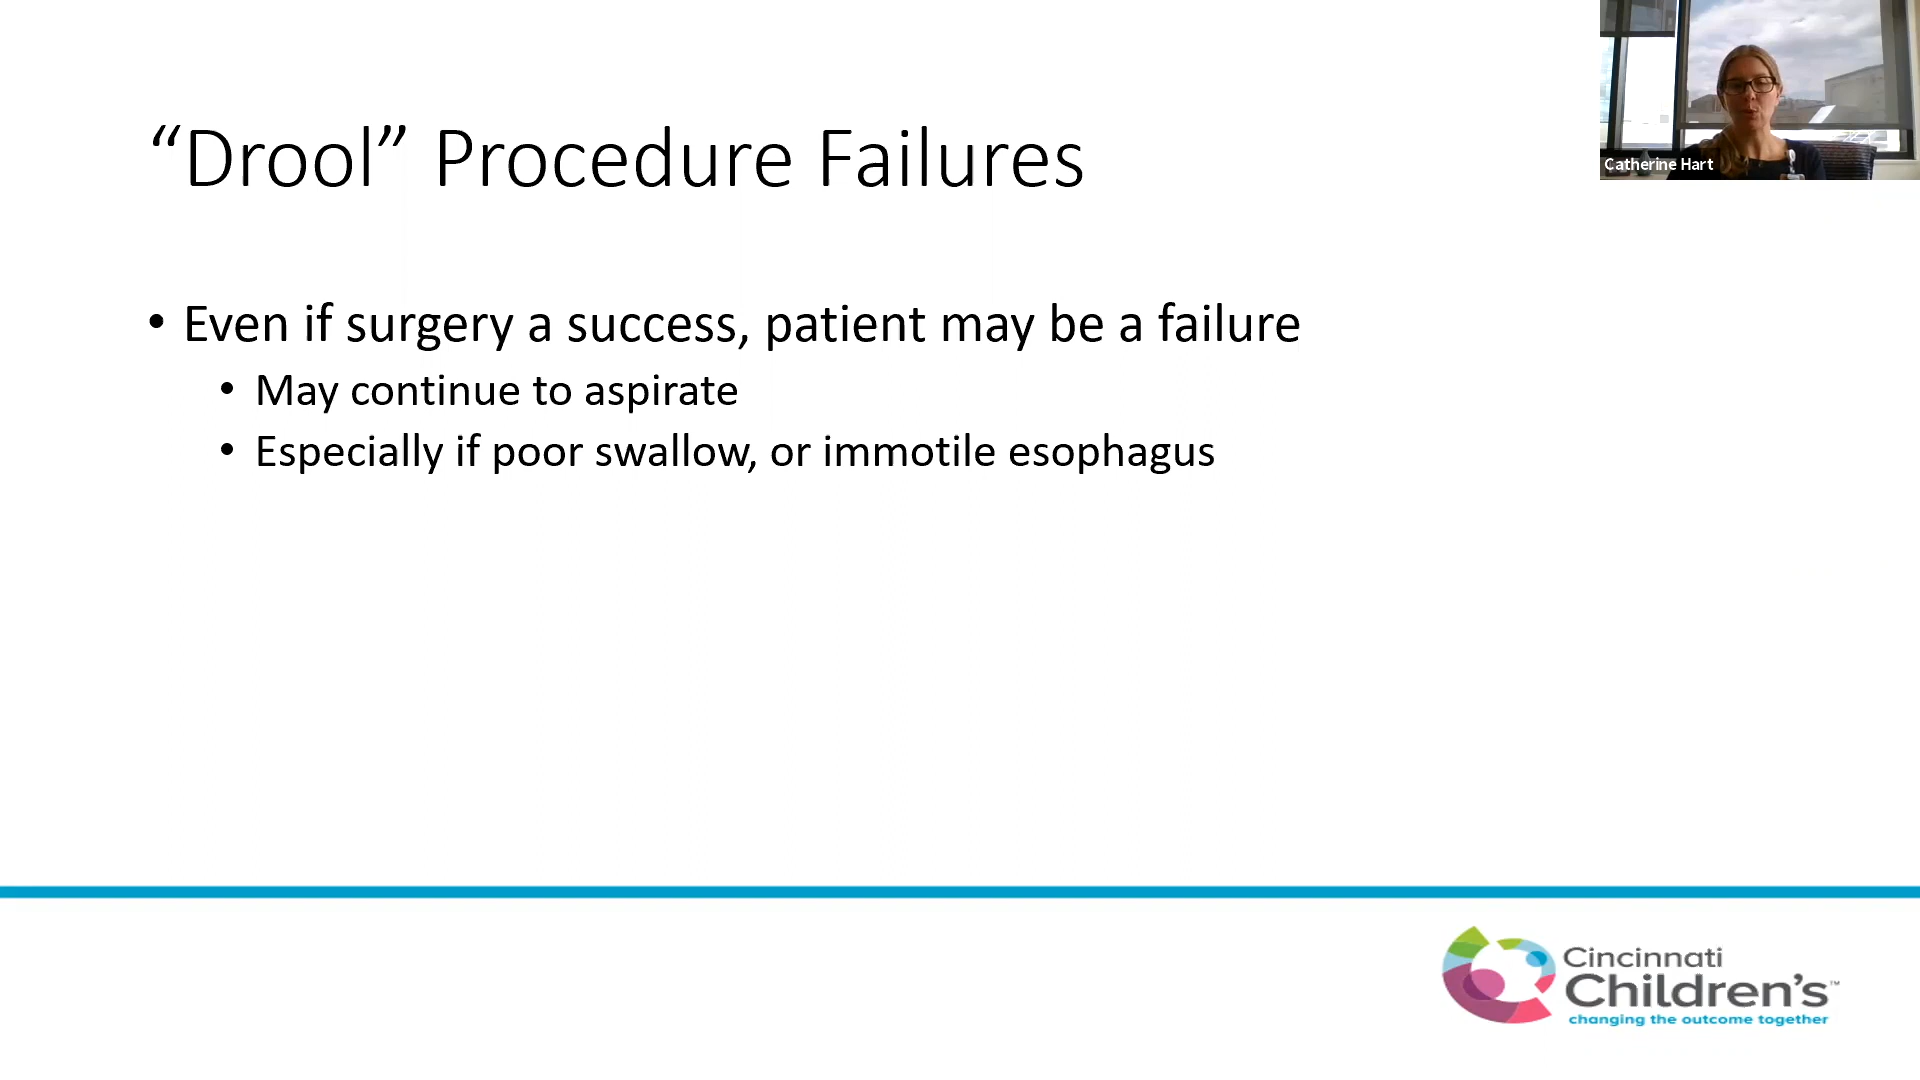 “Drool” Procedure Failures
Catherine Hart
• Even if surgery a success, patient may be a failure
• May continue to aspirate
• Especially if poor swallow, or immotile esophagus
Cincinnati
Children’s™
changing the outcome together